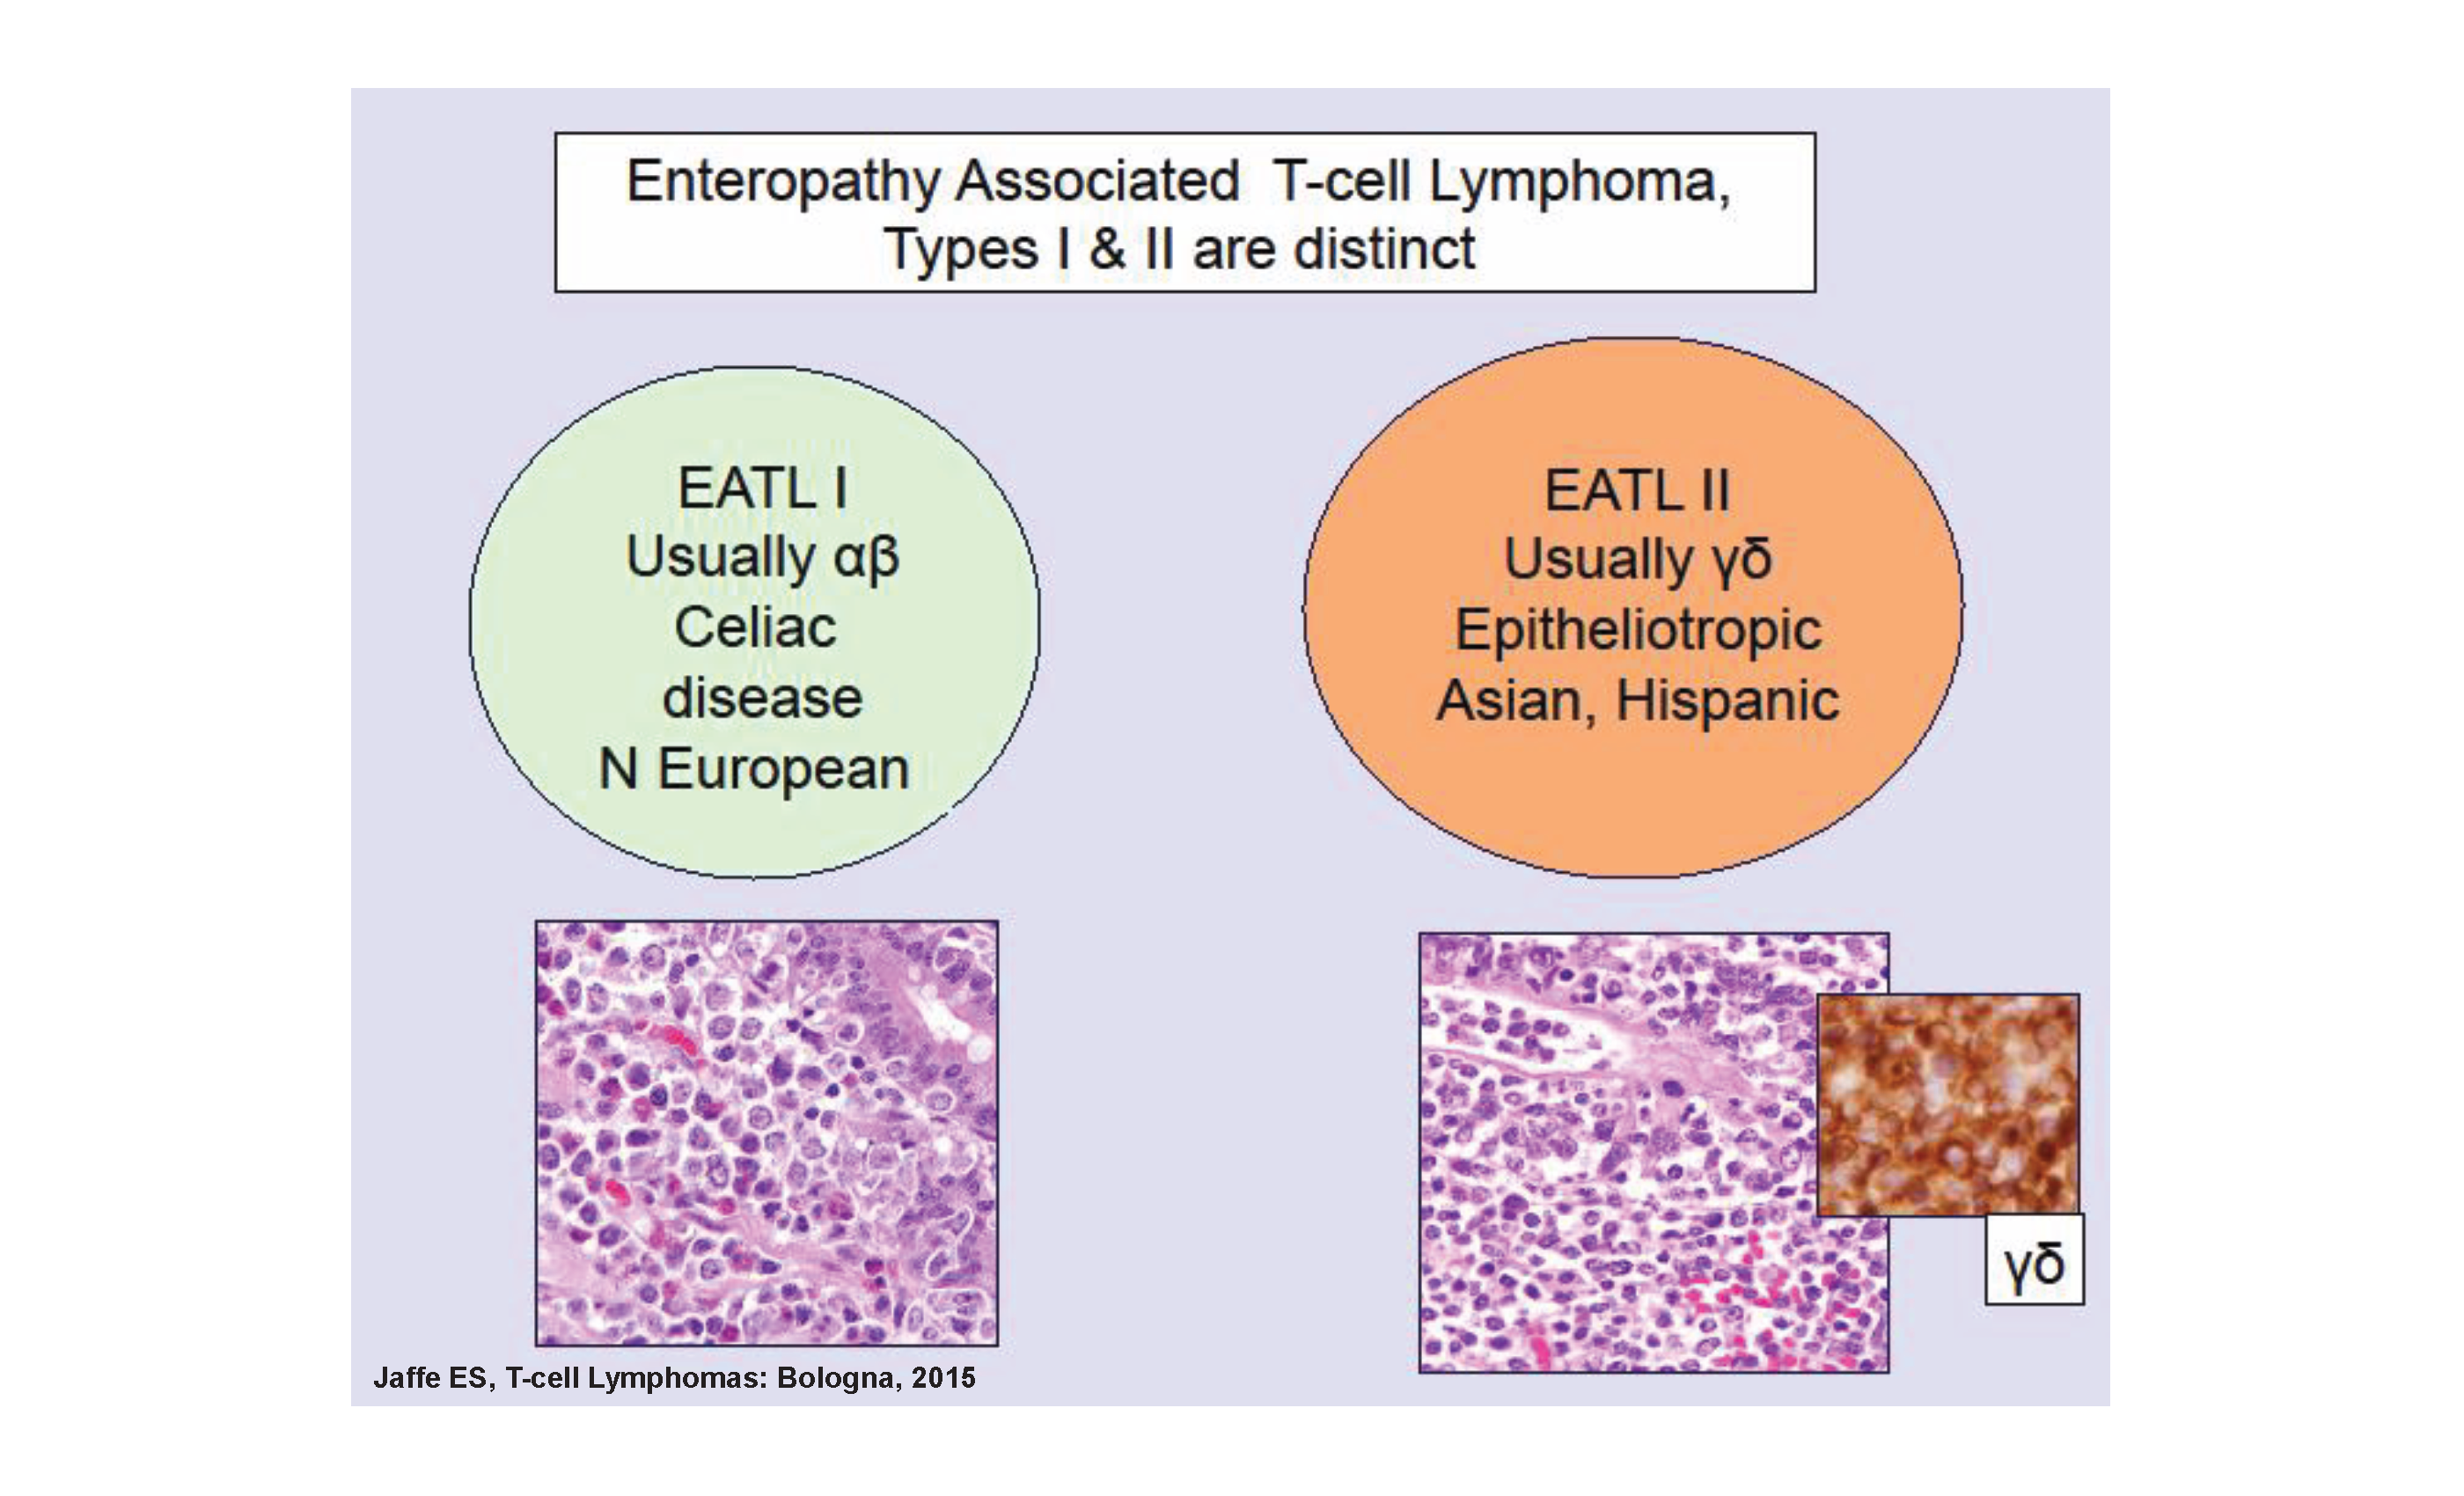 Enteropathy Associated T-cell Lymphoma,
Types I & II are distinct
EATL I
Usually αβ
Celiac
disease
N European
EATL II
Usually γδ
Epitheliotropic
Asian, Hispanic
γδ
Jaffe ES, T-cell Lymphomas: Bologna, 2015